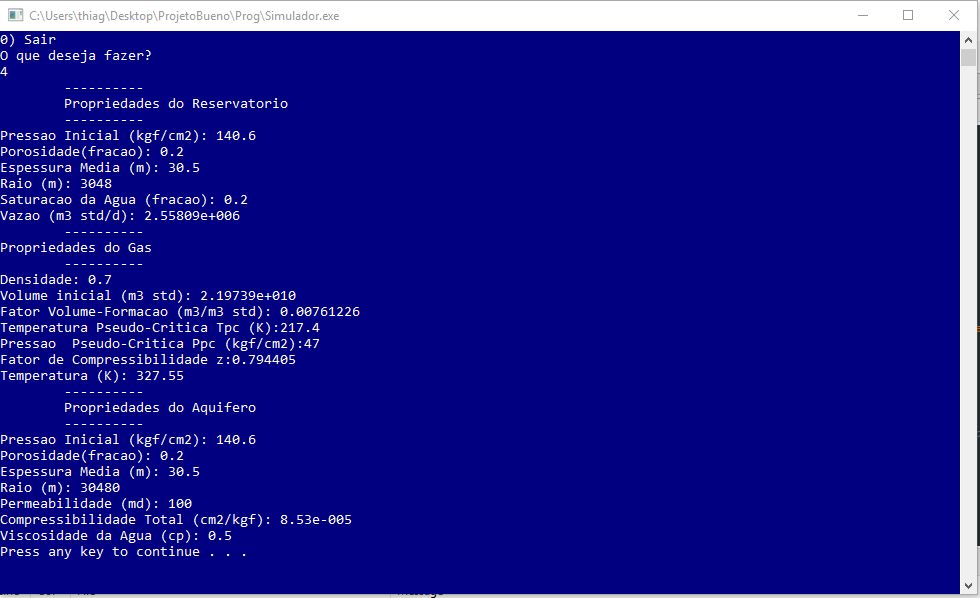 C:\Users\thiag\Desktop\ProjetoBueno\Prog\Simulador.exe
0) Sair
O que deseja fazer?
4
----------
Propriedades do Reservatorio
----------
Pressao Inicial (kgf/cm2): 140.6
Porosidade(fracao): 0.2
Espessura Media (m): 30.5
Raio (m): 3048
Saturacao da Agua (fracao): 0.2
Vazao (m3 std/d): 2.55809e+006
----------
Propriedades do Gas
----------
Densidade: 0.7
Volume inicial (m3 std): 2.19739e+010
Fator Volume-Formacao (m3/m3 std): 0.00761226
Temperatura Pseudo-Critica Tpc (K):217.4
Pressao  Pseudo-Critica Ppc (kgf/cm2):47
Fator de Compressibilidade z:0.794405
Temperatura (K): 327.55
----------
Propriedades do Aquifero
----------
Pressao Inicial (kgf/cm2): 140.6
Porosidade(fracao): 0.2
Espessura Media (m): 30.5
Raio (m): 30480
Permeabilidade (md): 100
Compressibilidade Total (cm2/kgf): 8.53e-005
Viscosidade da Agua (cp): 0.5
Press any key to continue . . .